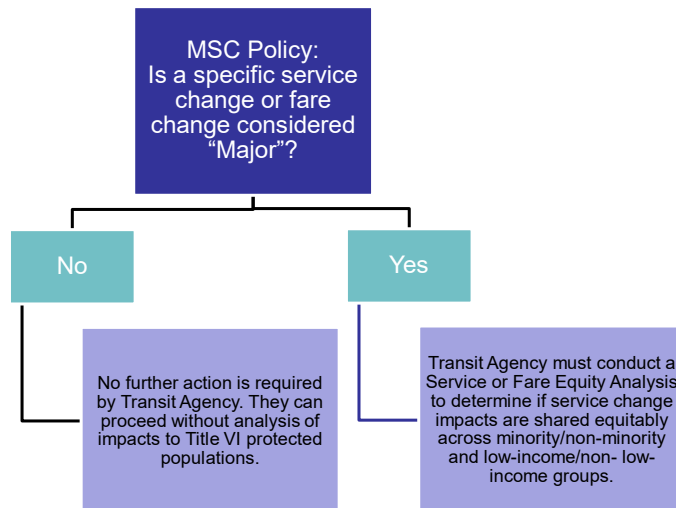 MSC Policy:
Is a specific service
change or fare
change considered
“Major”?
No
Yes
No further action is required
by Transit Agency. They can
proceed without analysis of
impacts to Title VI protected
populations.
Transit Agency must conduct a
Service or Fare Equity Analysis
to determine if service change
impacts are shared equitably
across minority/non-minority
and low-income/non- low-
income groups.